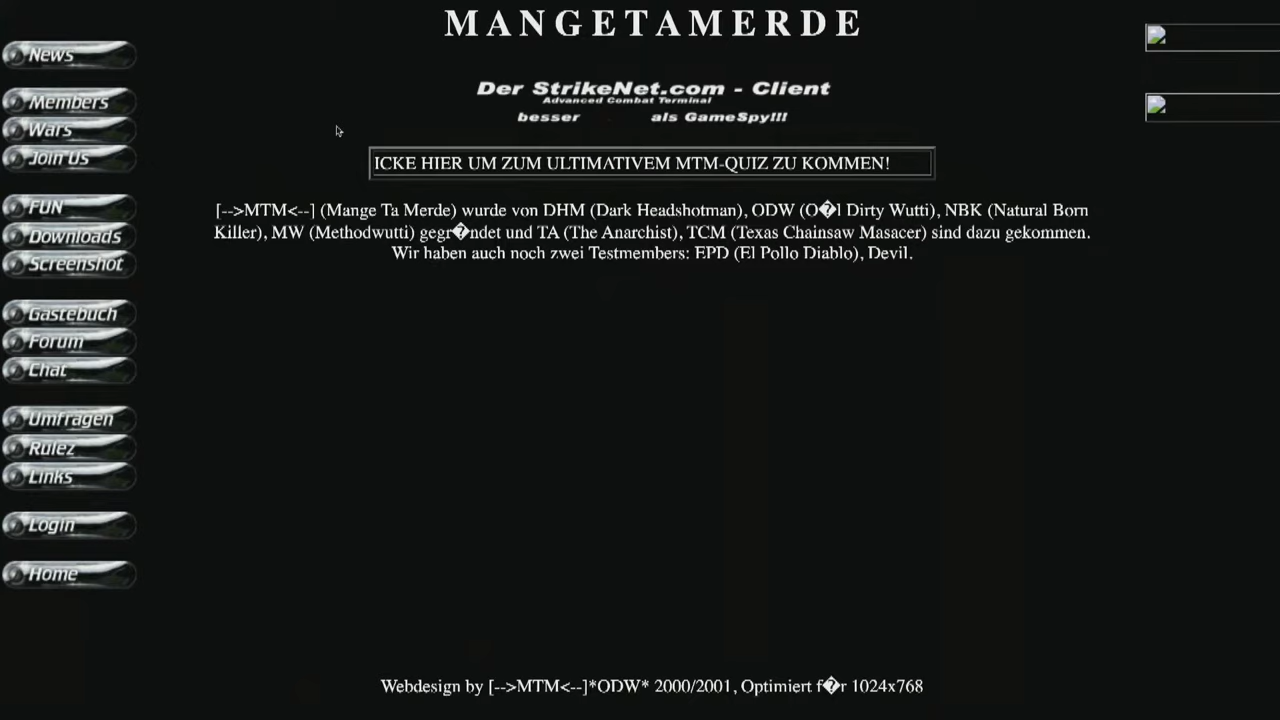 MANGETAMERDE
News
Members
Wars
Join Us
FUN
Downloads
Screenshot
Gästebuch
Forum
Chat
Umfragen
Rulez
Links
Login
Home
Der StrikeNet.com - Client
Advanced Combat Terminal
besser als GameSpy!!!
ICKE HIER UM ZUM ULTIMATIVEM MTM-QUIZ ZU KOMMEN!
[-->MTM<--] (Mange Ta Merde) wurde von DHM (Dark Headshotman), ODW (O�l Dirty Wutti), NBK (Natural Born
Killer), MW (Methodwutti) gegr�ndet und TA (The Anarchist), TCM (Texas Chainsaw Masacer) sind dazu gekommen.
Wir haben auch noch zwei Testmembers: EPD (El Pollo Diablo), Devil.
Webdesign by [-->MTM<--]*ODW* 2000/2001, Optimiert f�r 1024x768